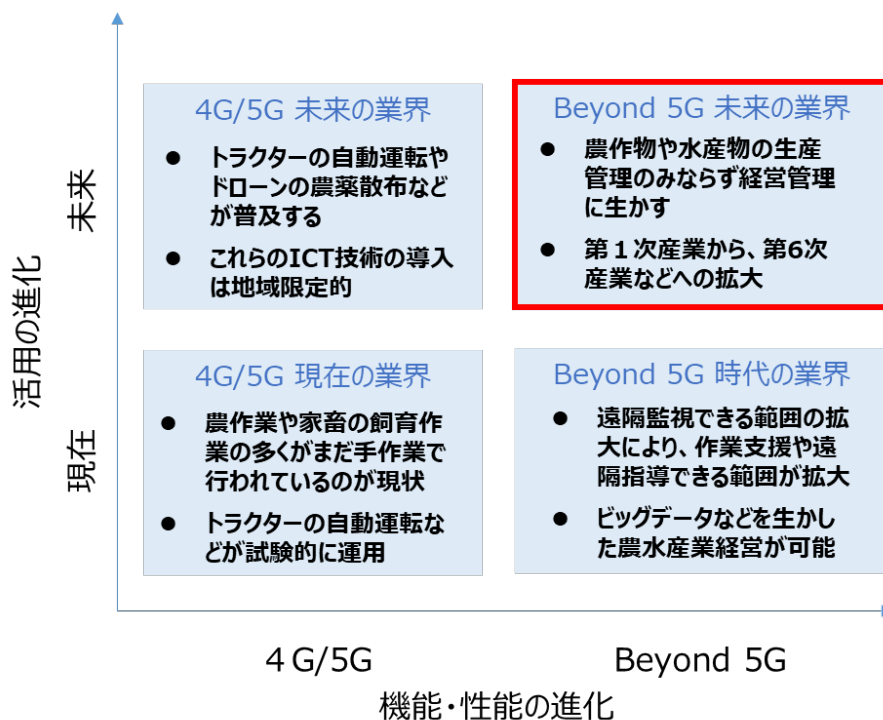 4G/5G 未来の業界
● トラクターの自動運転や
ドローンの農薬散布など
が普及する
● これらのICT技術の導入
は地域限定的
Beyond 5G 未来の業界
● 農作物や水産物の生産
管理のみならず経営管理
に生かす
● 第１次産業から、第6次
産業などへの拡大
4G/5G 現在の業界
● 農作業や家畜の飼育作
業の多くがまだ手作業で
行われているのが現状
● トラクターの自動運転な
どが試験的に運用
Beyond 5G 時代の業界
● 遠隔監視できる範囲の拡
大により、作業支援や遠
隔指導できる範囲が拡大
● ビッグデータなどを生かし
た農水産業経営が可能
活用の進化
未来
現在
４G/5G
Beyond 5G
機能・性能の進化